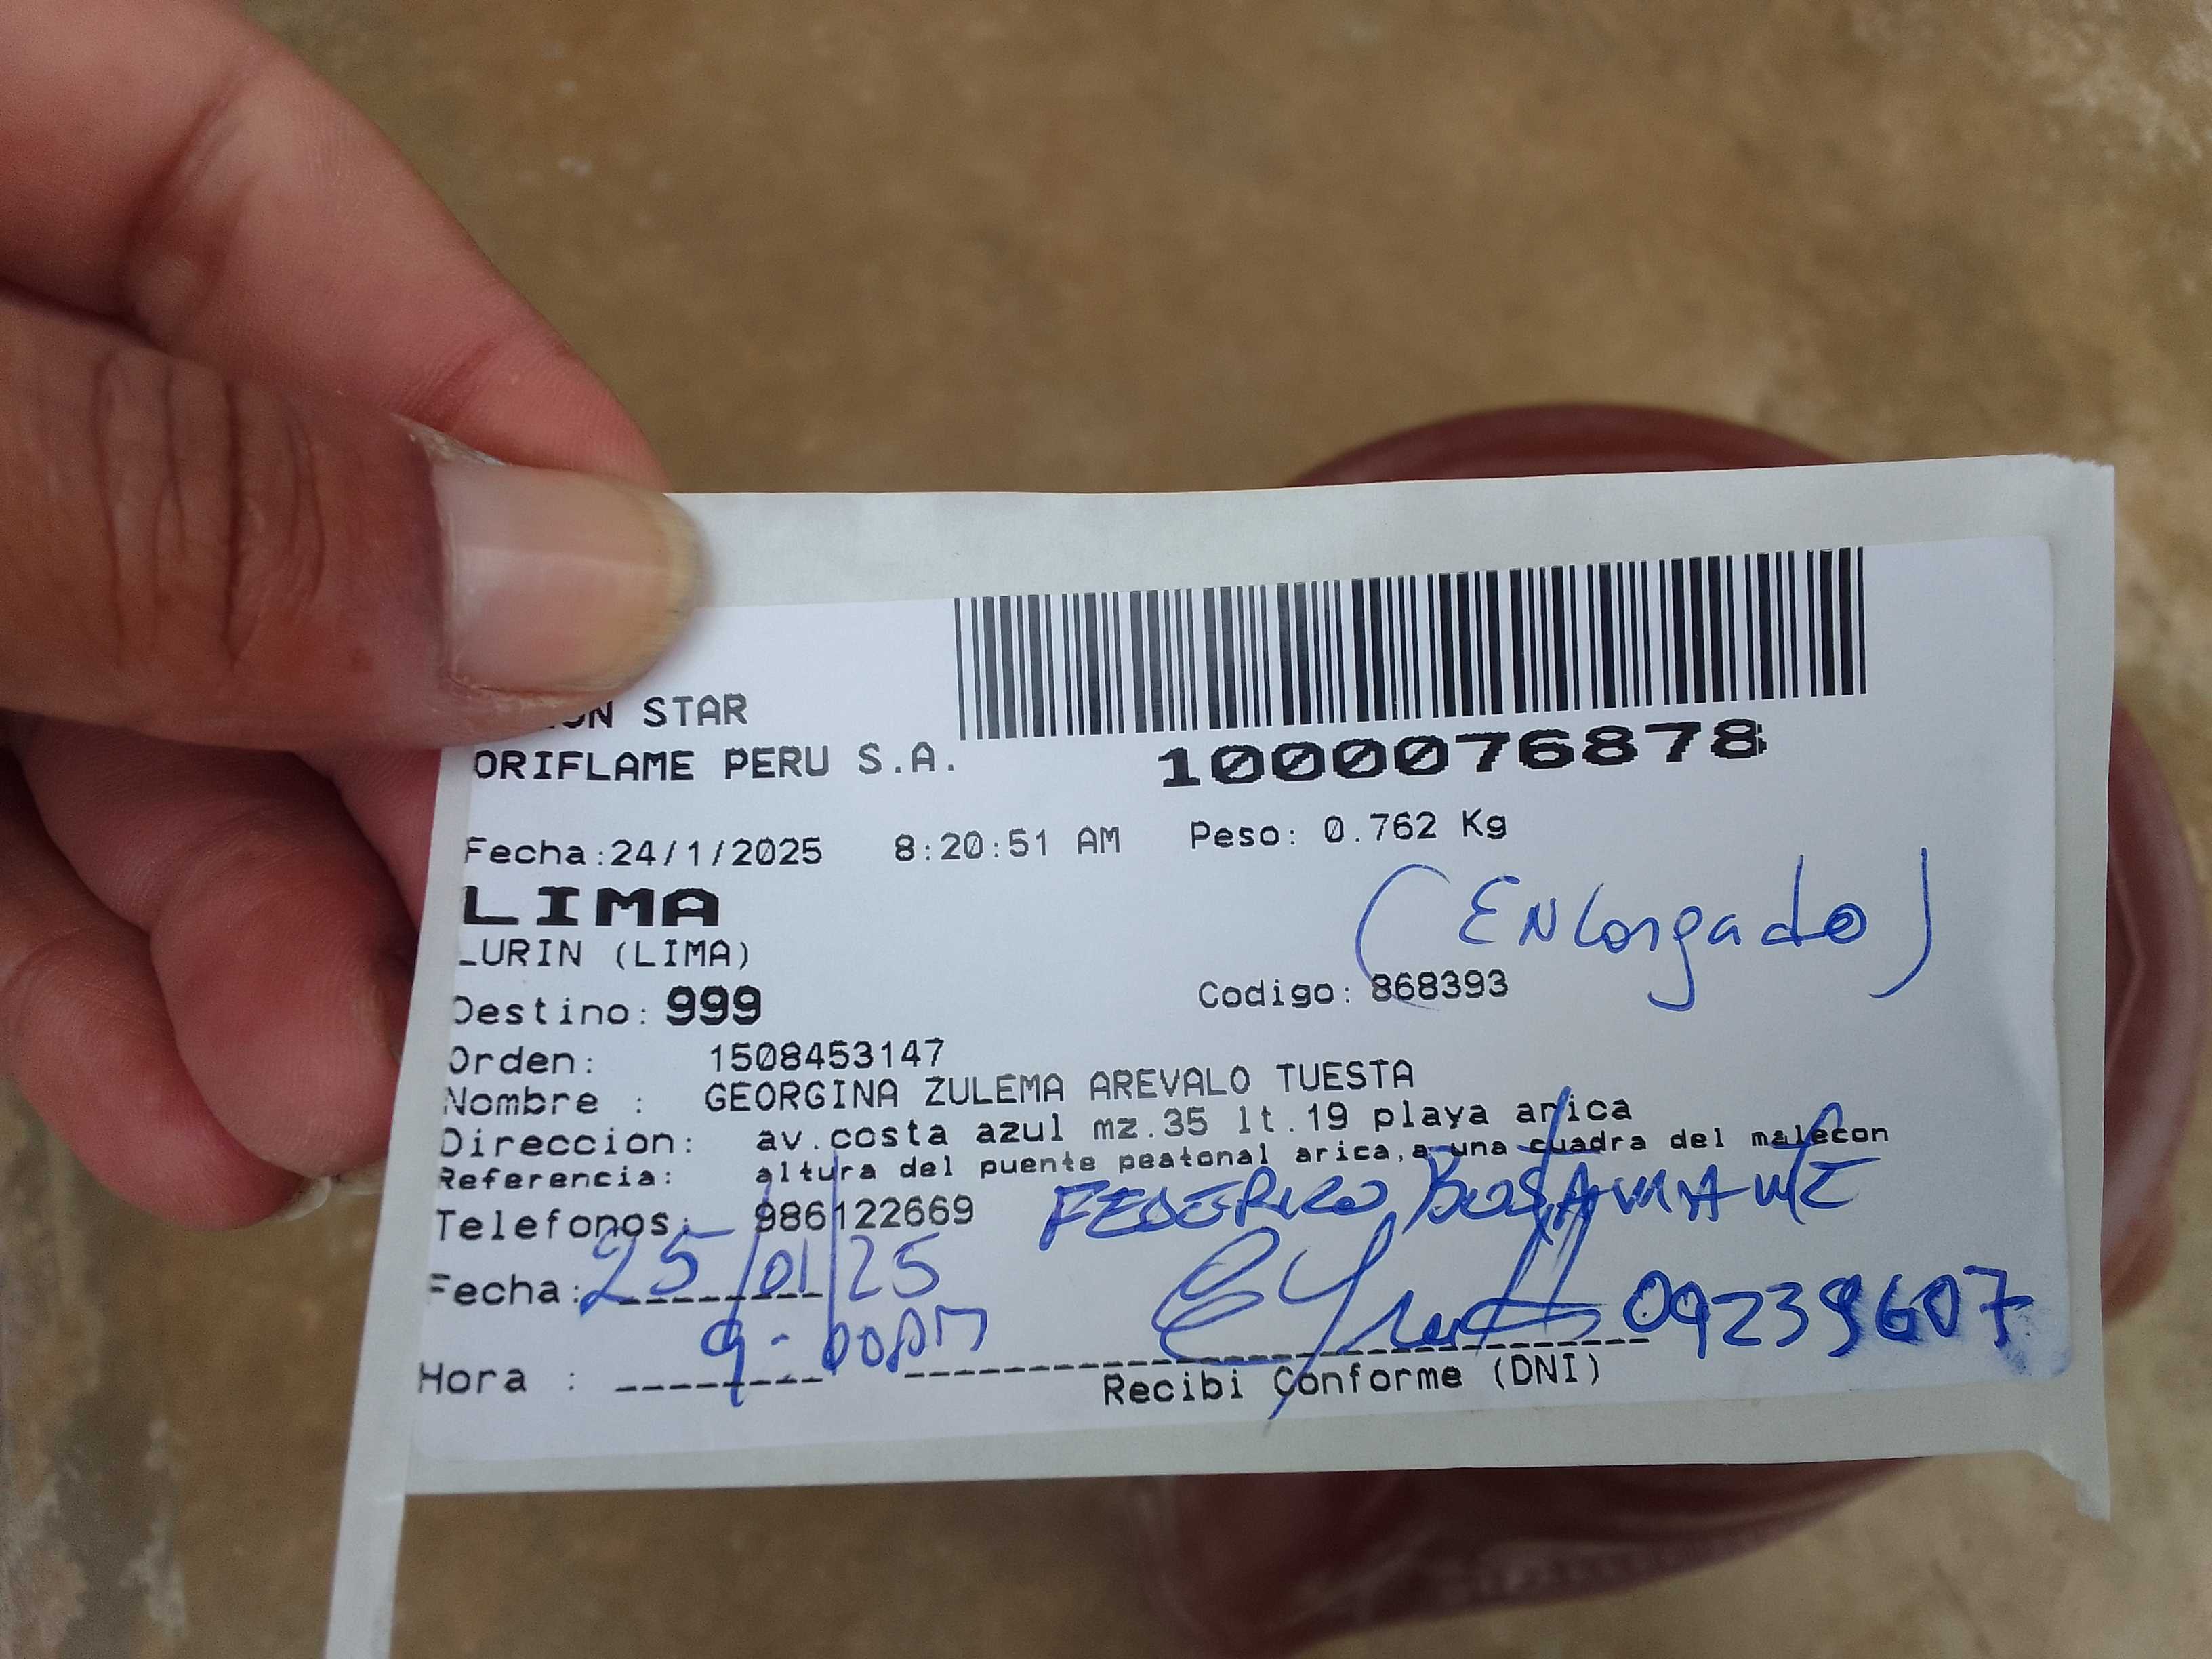 STAR
ORIFLAME PERU S.A.
1000076878
Fecha:24/1/2025 8:20:51 AM Peso: 0.762 Kg
LIMA
(ENCorgado)
LURIN (LIMA)
Destino: 999 Codigo: 868393
Orden: 1508453147
Nombre : GEORGINA ZULEMA AREVALO TUESTA
Direccion: av.costa azul mz.35 lt.19 playa arica
Referencia: altura del puente peatonal arica,a una cuadra del malecon
Telefonos: 986122669 FEDERICO BUSTAMANTE
Fecha: 25/01/25
09239607
Hora : 9-00AM
Recibi Conforme (DNI)